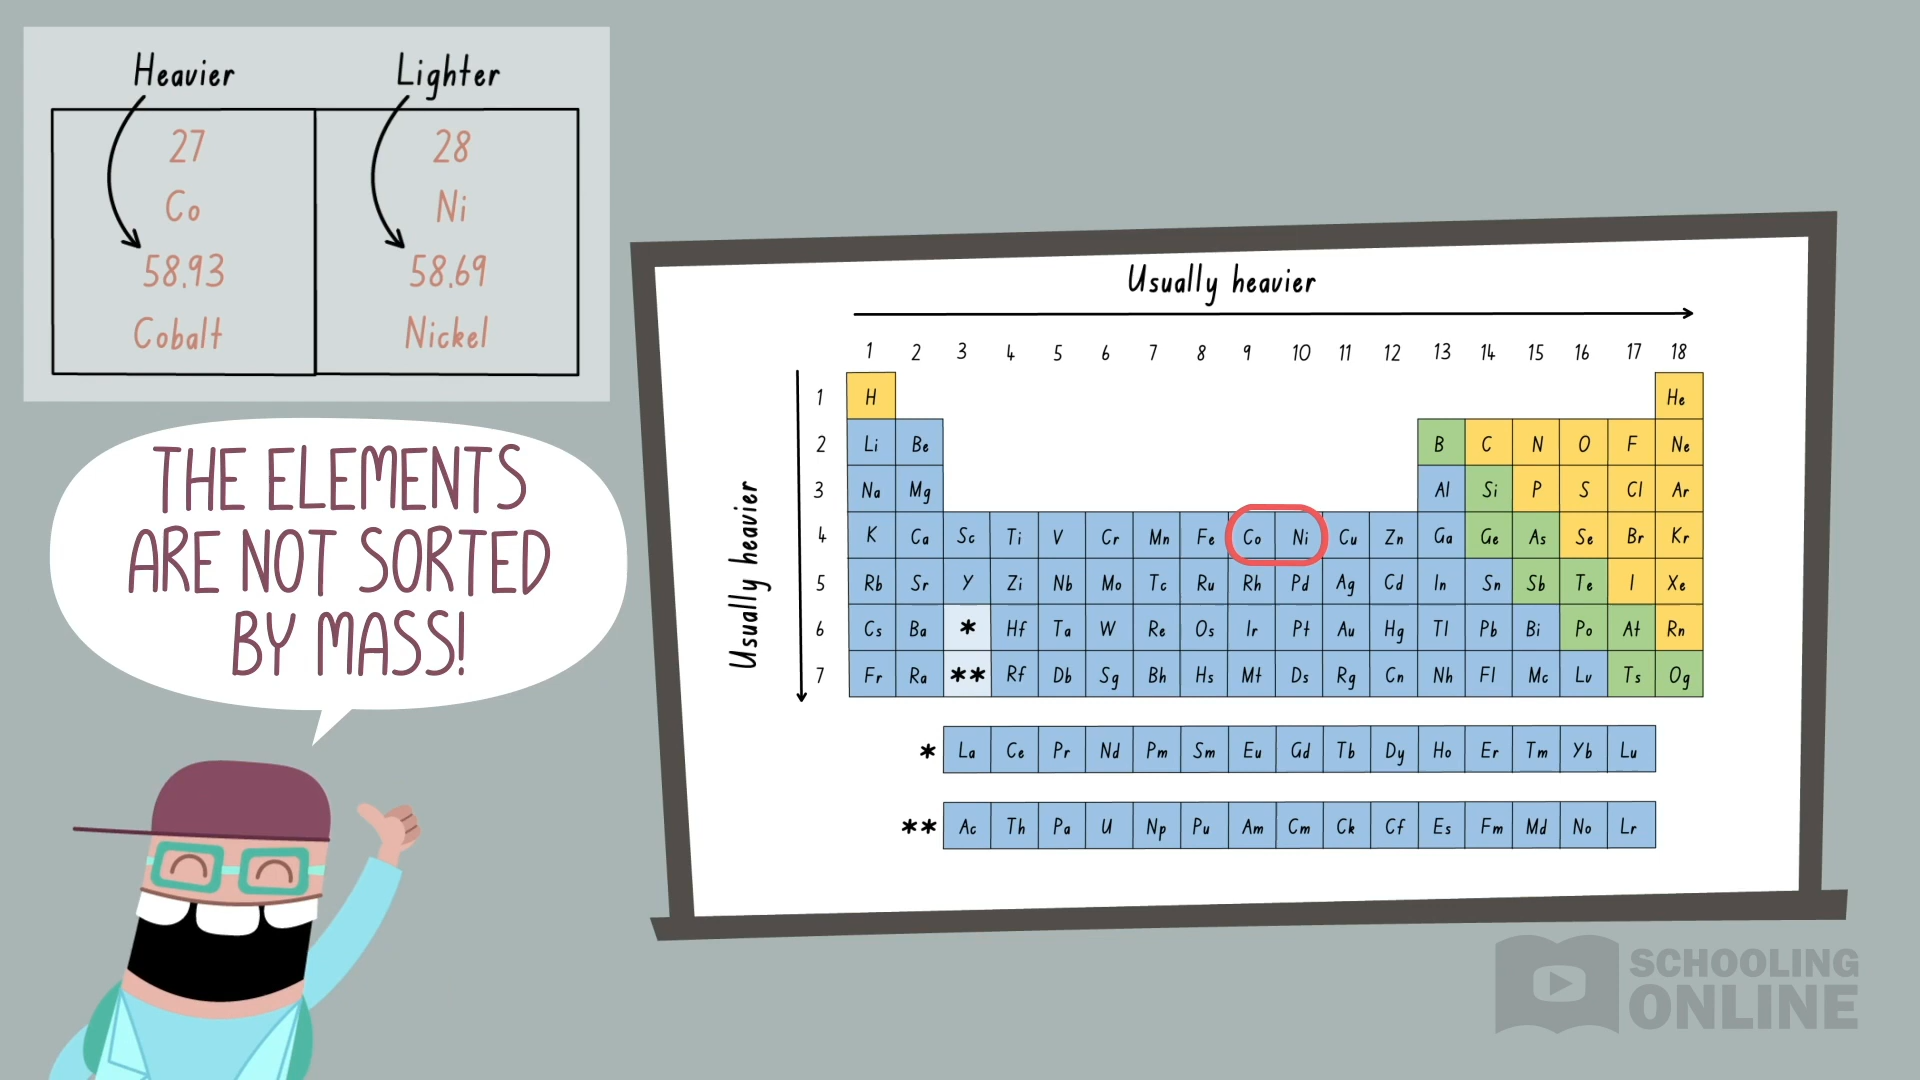 Heavier Lighter
27 28
Co Ni
58.93 58.69
Cobalt Nickel
THE ELEMENTS
ARE NOT SORTED
BY MASS!
Usually heavier
Usually heavier
1 2 3 4 5 6 7 8 9 10 11 12 13 14 15 16 17 18
1 H He
2 Li Be B C N O F Ne
3 Na Mg Al Si P S Cl Ar
4 K Ca Sc Ti V Cr Mn Fe Co Ni Cu Zn Ga Ge As Se Br Kr
5 Rb Sr Y Zi Nb Mo Tc Ru Rh Pd Ag Cd In Sn Sb Te I Xe
6 Cs Ba * Hf Ta W Re Os Ir Pt Au Hg Tl Pb Bi Po At Rn
7 Fr Ra ** Rf Db Sg Bh Hs Mt Ds Rg Cn Nh Fl Mc Lv Ts Og
* La Ce Pr Nd Pm Sm Eu Gd Tb Dy Ho Er Tm Yb Lu
** Ac Th Pa U Np Pu Am Cm Ck Cf Es Fm Md No Lr
SCHOOLING
ONLINE